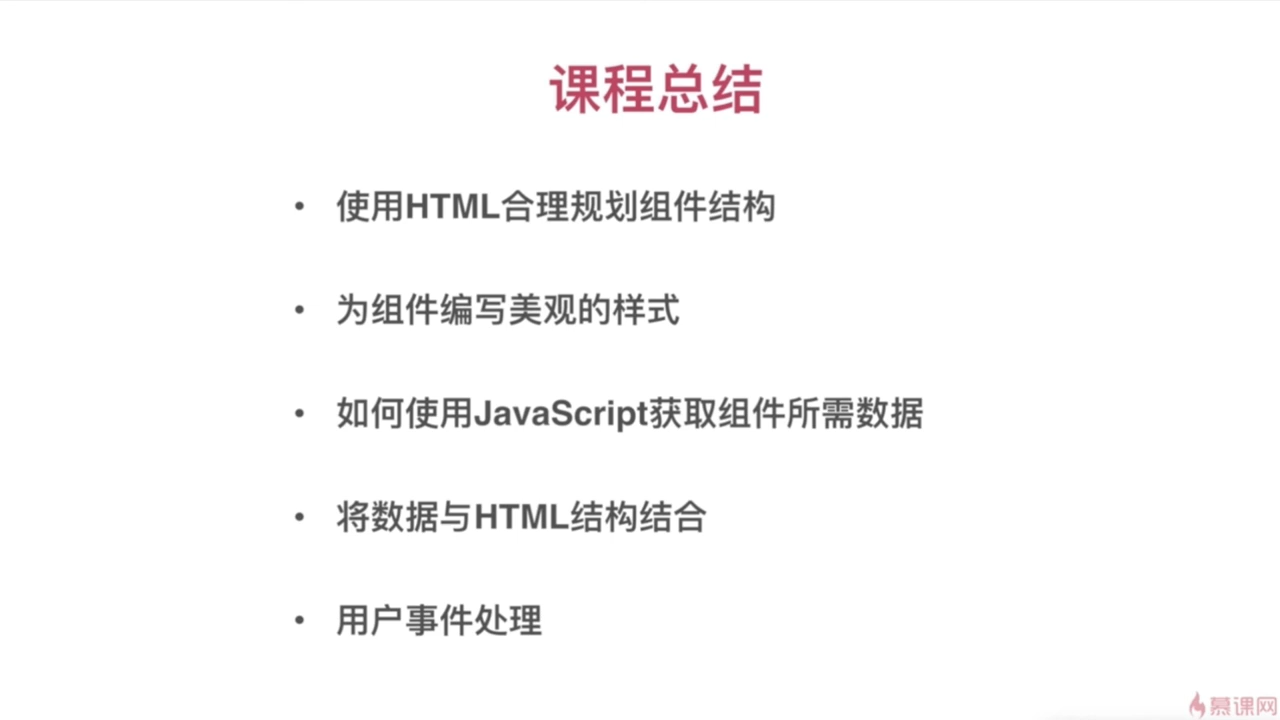 课程总结
• 使用HTML合理规划组件结构
• 为组件编写美观的样式
• 如何使用JavaScript获取组件所需数据
• 将数据与HTML结构结合
• 用户事件处理
慕课网